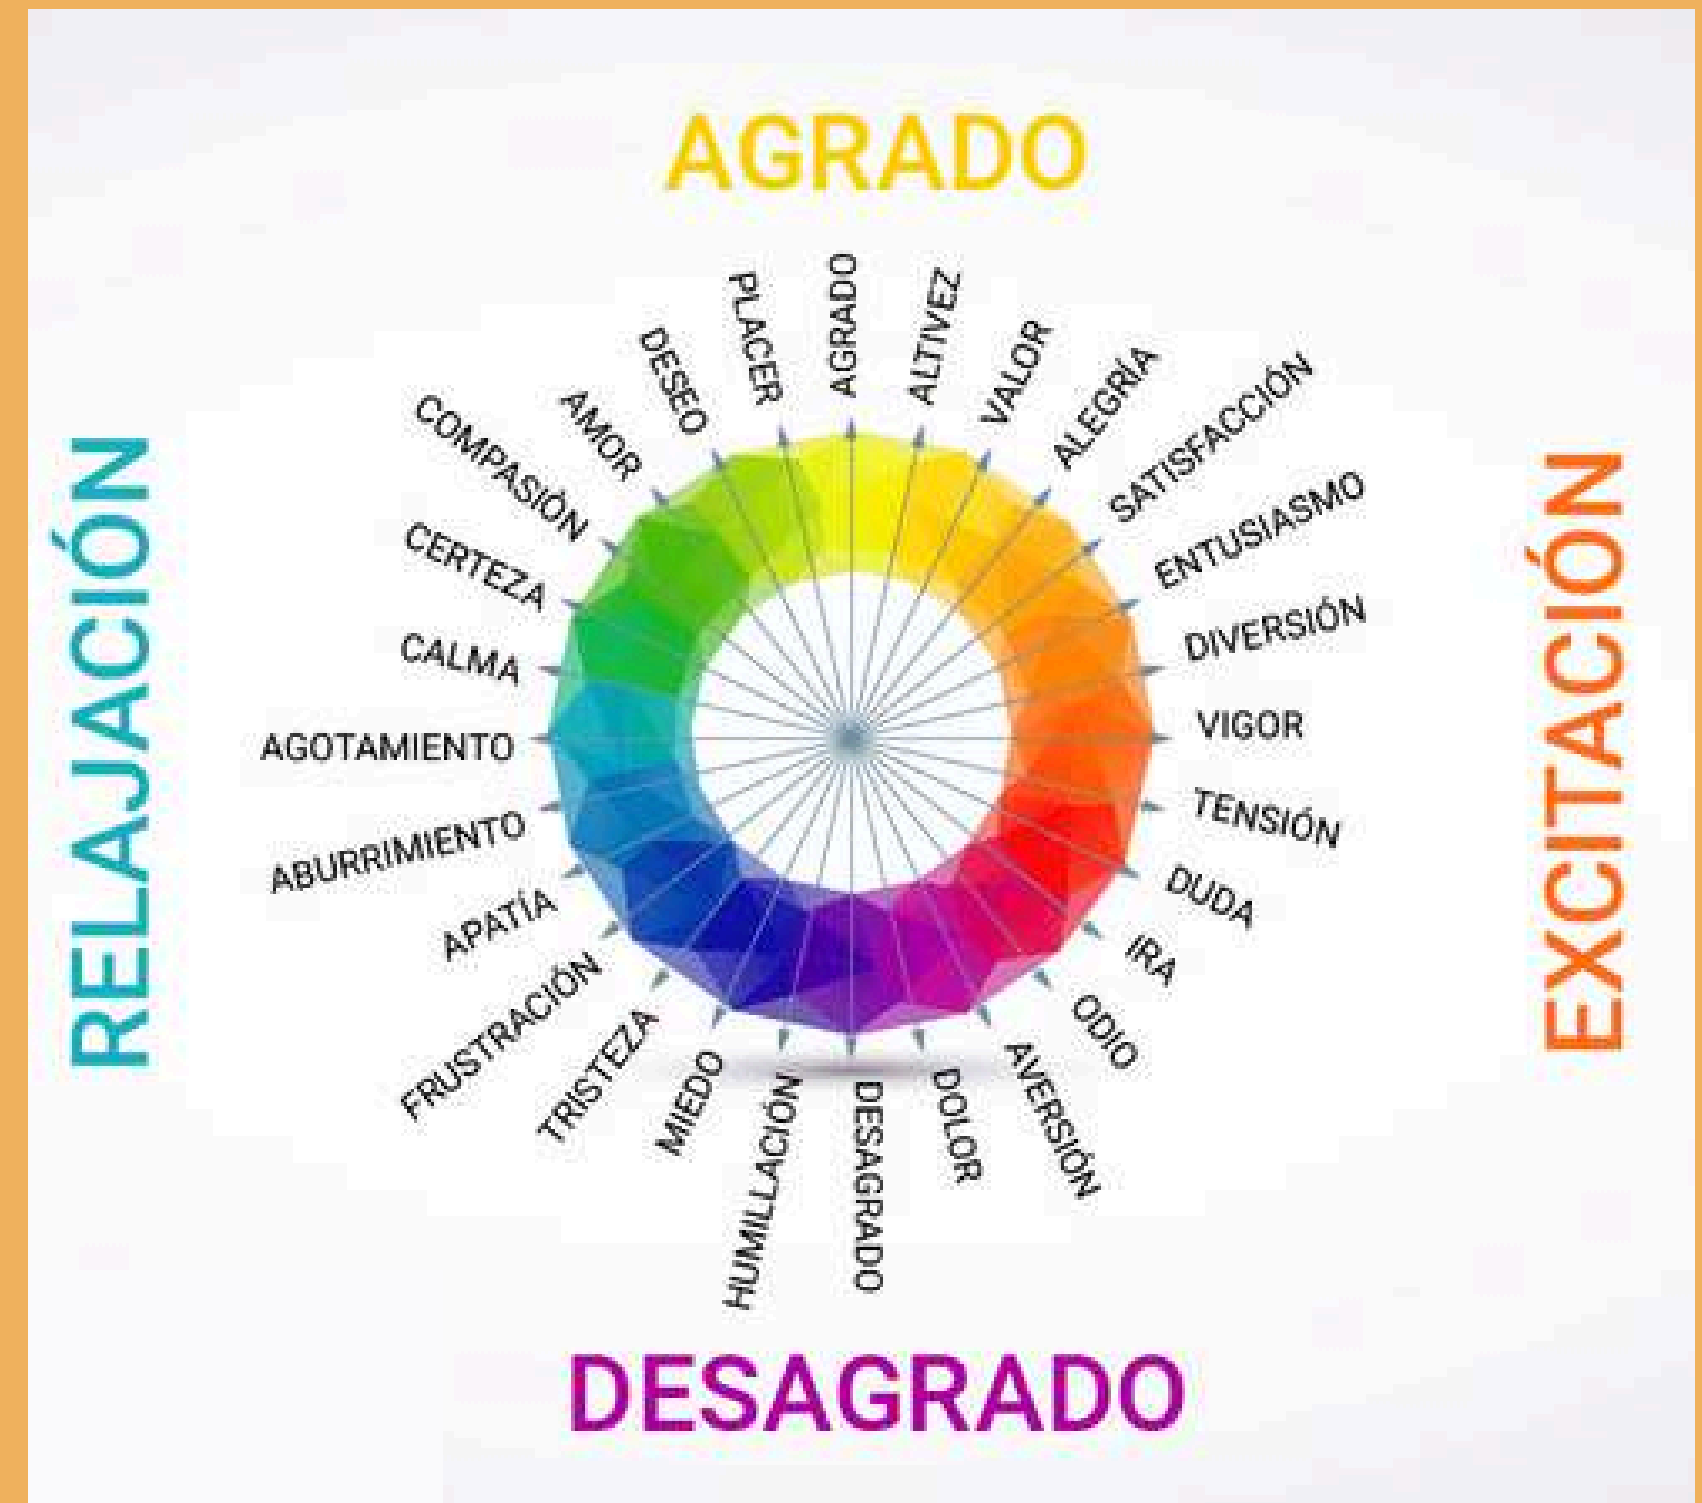 AGRADO
AGRADO
ALTIVEZ
VALOR
ALEGRÍA
SATISFACCIÓN
ENTUSIASMO
DIVERSIÓN
VIGOR
TENSIÓN
DUDA
IRA
ODIO
AVERSIÓN
DOLOR
DESAGRADO
HUMILLACIÓN
MIEDO
TRISTEZA
FRUSTRACIÓN
APATÍA
ABURRIMIENTO
AGOTAMIENTO
CALMA
CERTEZA
COMPASIÓN
AMOR
DESEO
PLACER
RELAJACIÓN
EXCITACIÓN
DESAGRADO